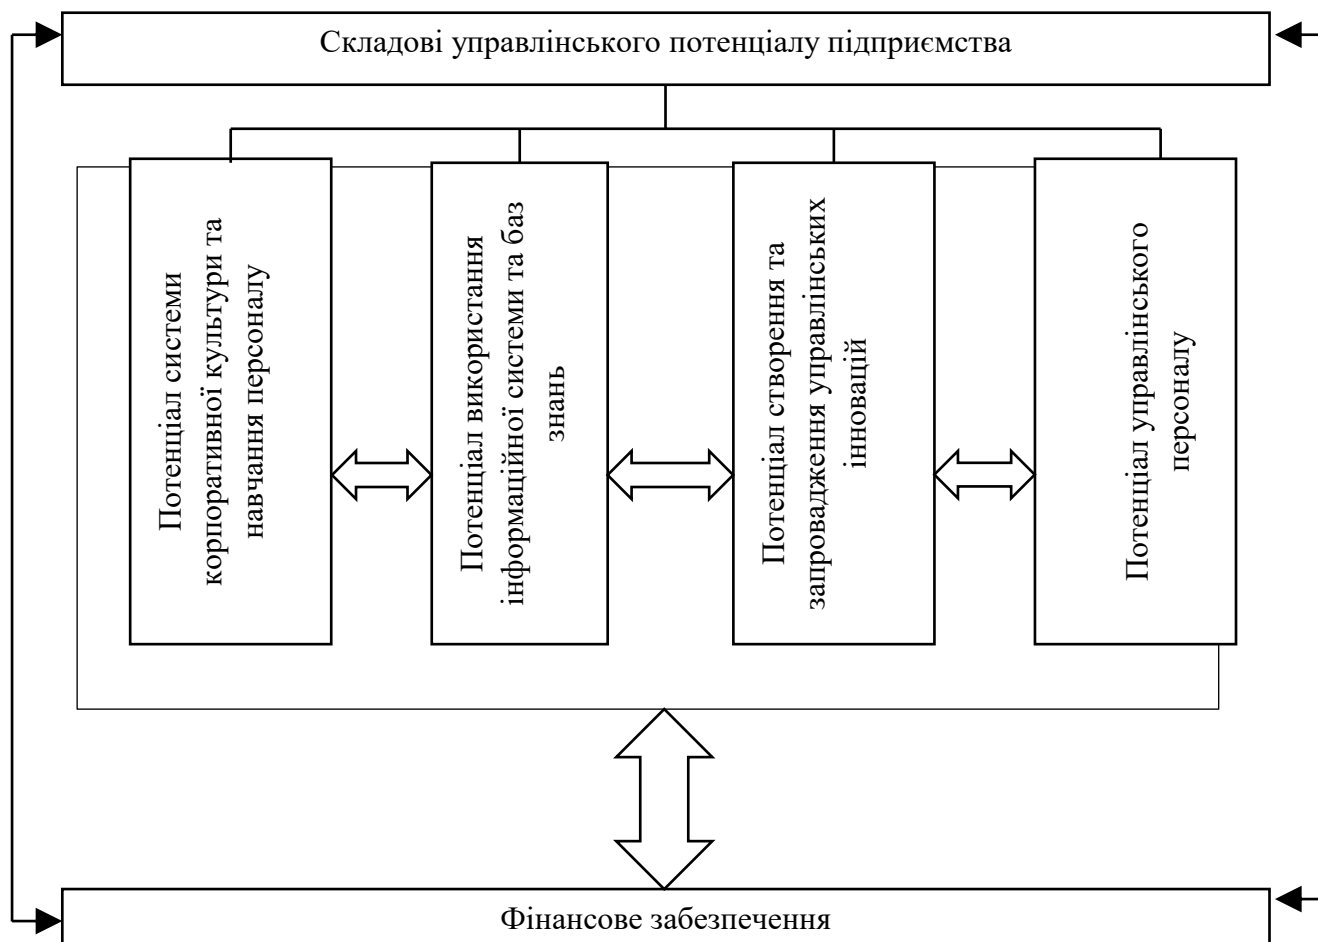 Складові управлінського потенціалу підприємства
Потенціал системи
корпоративної культури та
навчання персоналу
Потенціал використання
інформаційної системи та баз
знань
Потенціал створення та
запровадження управлінських
інновацій
Потенціал управлінського
персоналу
Фінансове забезпечення